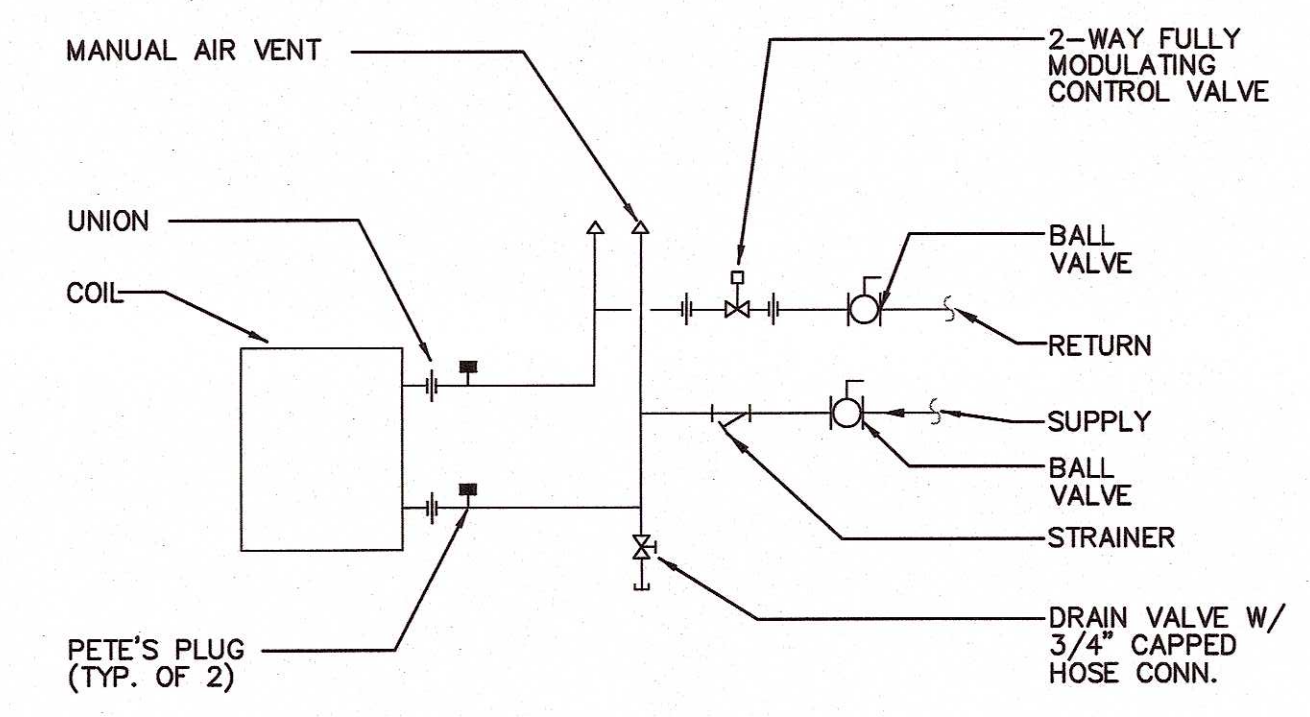 MANUAL AIR VENT
2-WAY FULLY
MODULATING
CONTROL VALVE
UNION
BALL
VALVE
COIL
RETURN
SUPPLY
BALL
VALVE
STRAINER
DRAIN VALVE W/
3/4" CAPPED
HOSE CONN.
PETE'S PLUG
(TYP. OF 2)